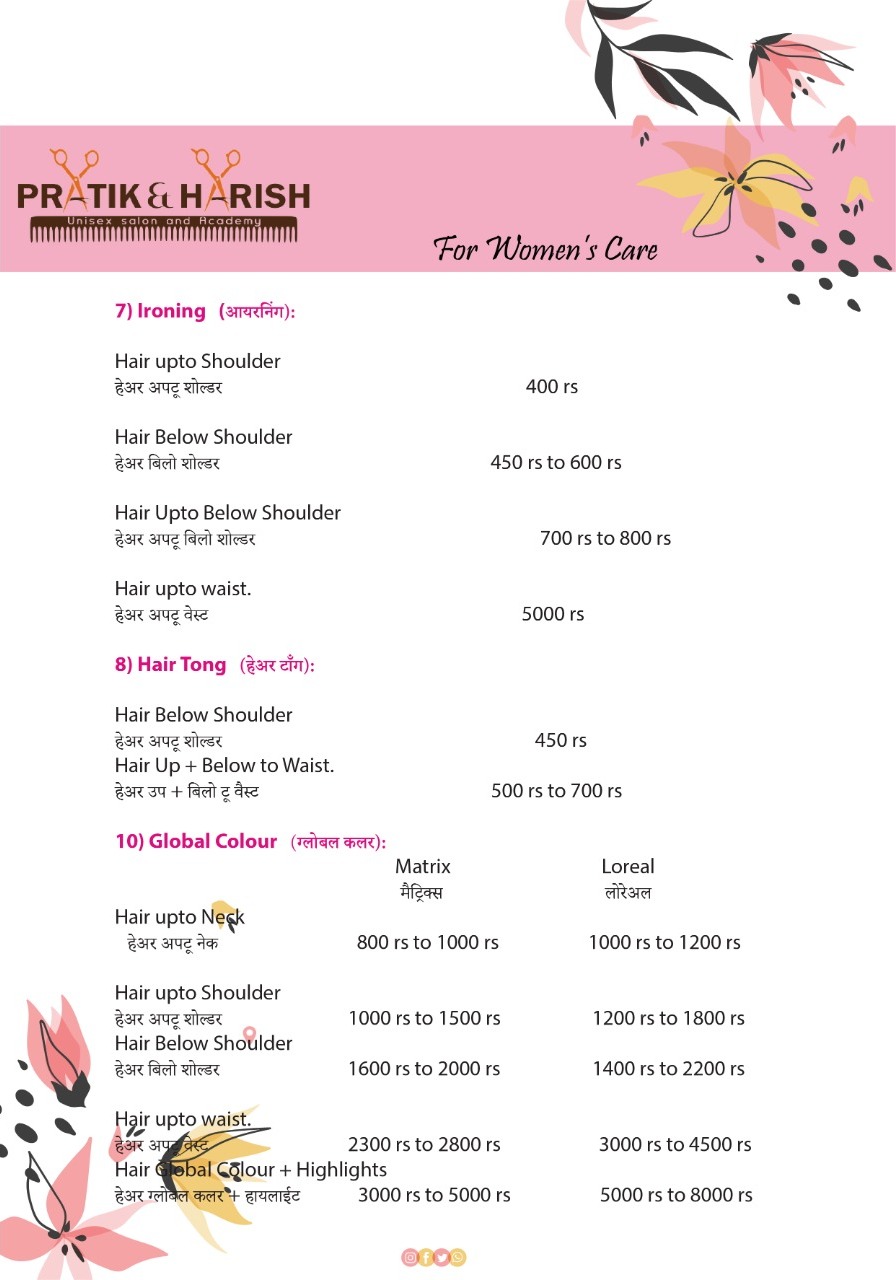 PRATIK & HARISH
Unisex salon and Academy
For Women's Care
7) Ironing (आयरनिंग):
Hair upto Shoulder
हेअर अपटू शोल्डर 400 rs
Hair Below Shoulder
हेअर बिलो शोल्डर 450 rs to 600 rs
Hair Upto Below Shoulder
हेअर अपटू बिलो शोल्डर 700 rs to 800 rs
Hair upto waist.
हेअर अपटू वेस्ट 5000 rs
8) Hair Tong (हेअर टाँग):
Hair Below Shoulder
हेअर अपटू शोल्डर 450 rs
Hair Up + Below to Waist.
हेअर उप + बिलो टू वैस्ट 500 rs to 700 rs
10) Global Colour (ग्लोबल कलर):
Matrix Loreal
मैट्रिक्स लोरेअल
Hair upto Neck
हेअर अपटू नेक 800 rs to 1000 rs 1000 rs to 1200 rs
Hair upto Shoulder
हेअर अपटू शोल्डर 1000 rs to 1500 rs 1200 rs to 1800 rs
Hair Below Shoulder
हेअर बिलो शोल्डर 1600 rs to 2000 rs 1400 rs to 2200 rs
Hair upto waist.
हेअर अपटू वेस्ट 2300 rs to 2800 rs 3000 rs to 4500 rs
Hair Global Colour + Highlights
हेअर ग्लोबल कलर + हायलाईट 3000 rs to 5000 rs 5000 rs to 8000 rs